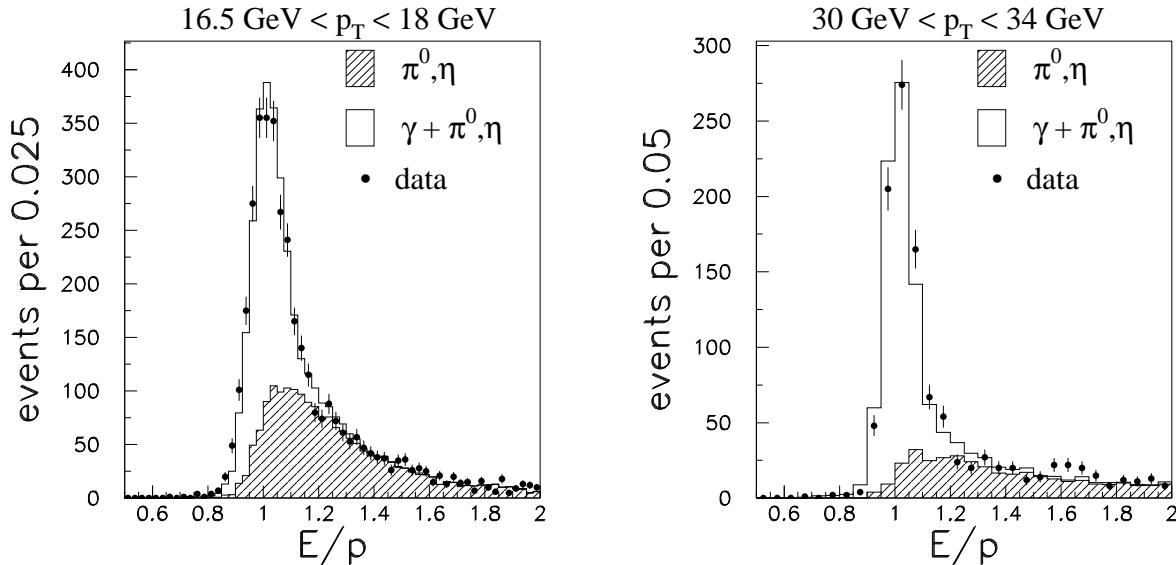 16.5 GeV < p_T < 18 GeV
events per 0.025
400
350
300
250
200
150
100
50
0
π⁰,η
γ + π⁰,η
data
0.6 0.8 1 1.2 1.4 1.6 1.8 2
E/p
30 GeV < p_T < 34 GeV
events per 0.05
300
250
200
150
100
50
0
π⁰,η
γ + π⁰,η
data
0.6 0.8 1 1.2 1.4 1.6 1.8 2
E/p